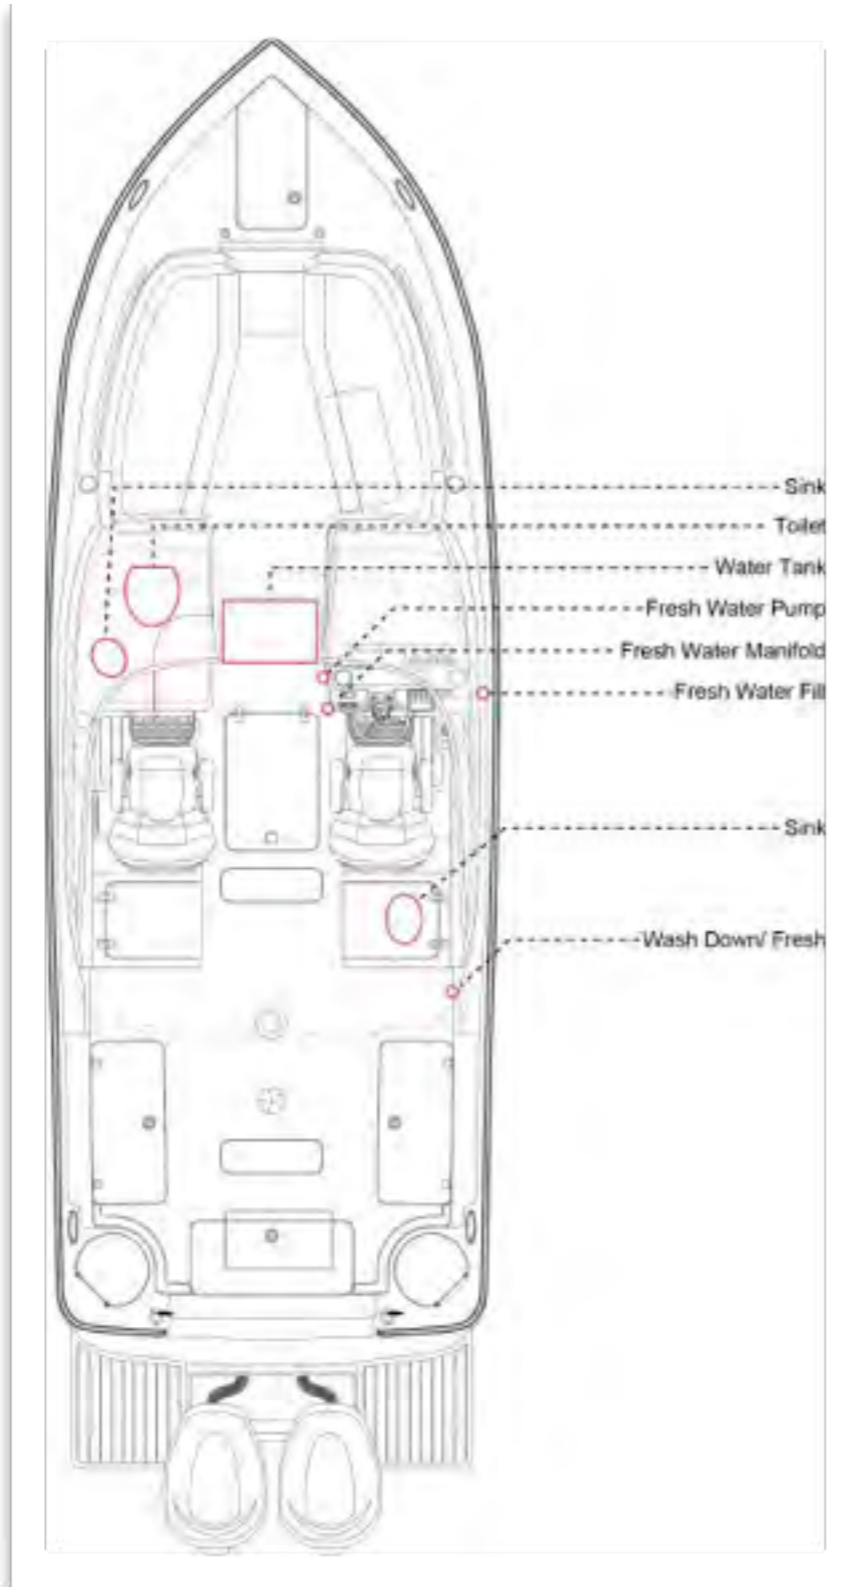 Sink
Toilet
Water Tank
Fresh Water Pump
Fresh Water Manifold
Fresh Water Fill
Sink
Wash Down/ Fresh